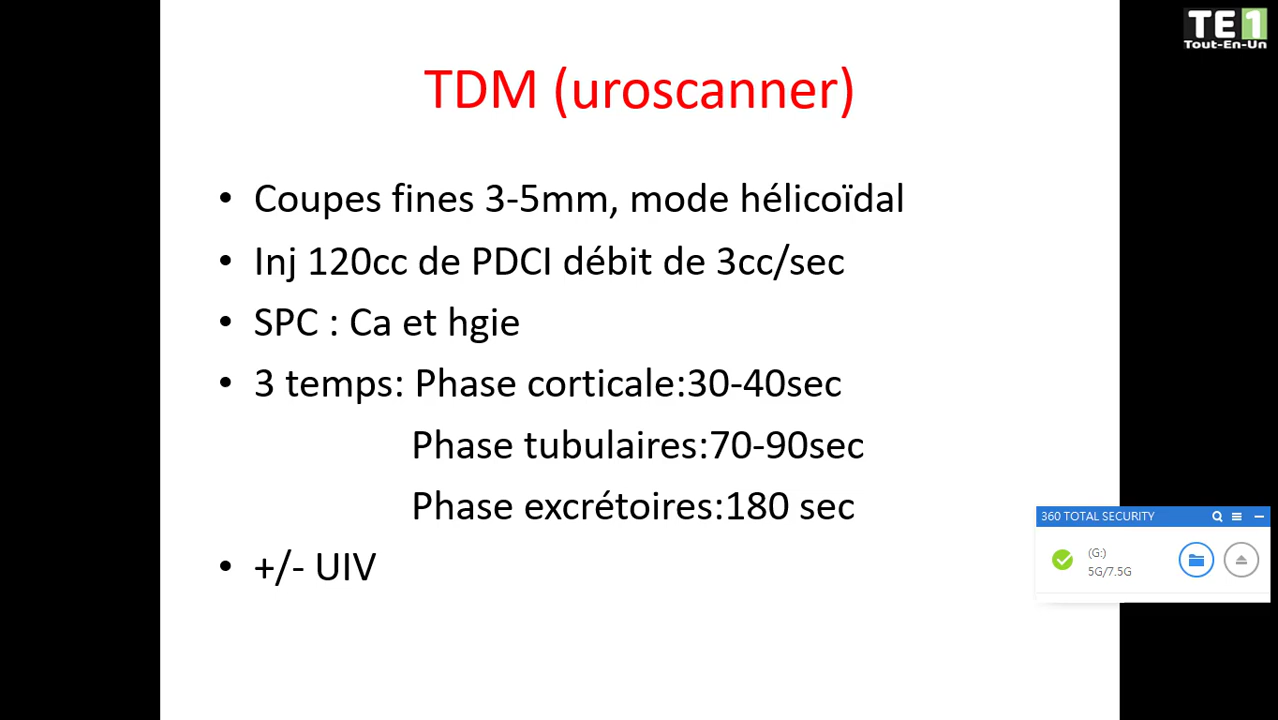 TE1
Tout-En-Un
TDM (uroscanner)
• Coupes fines 3-5mm, mode hélicoïdal
• Inj 120cc de PDCI débit de 3cc/sec
• SPC : Ca et hgie
• 3 temps: Phase corticale:30-40sec
Phase tubulaires:70-90sec
Phase excrétoires:180 sec
• +/- UIV
360 TOTAL SECURITY
(G:)
5G/7.5G